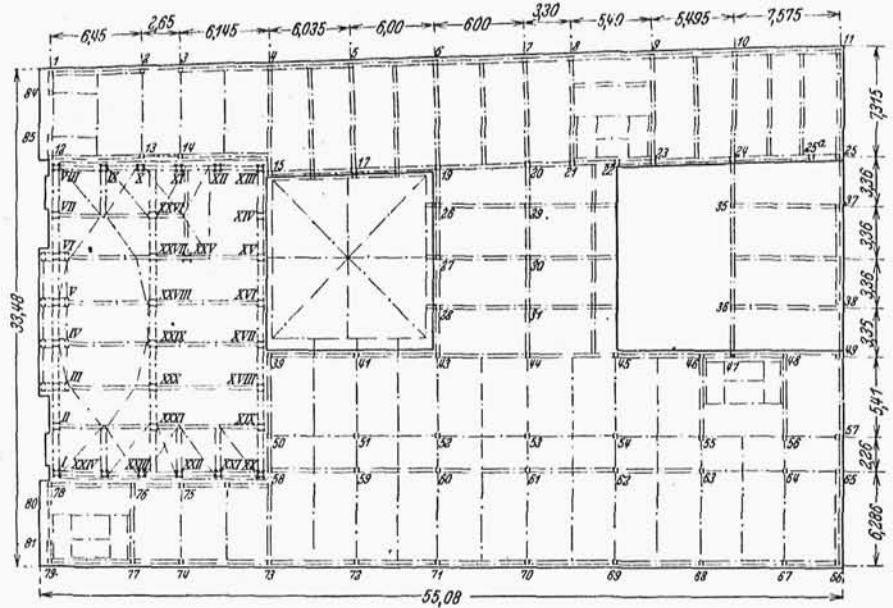 6,45 2,65 6,145 6,035 6,00 6,00 3,30 5,40 5,495 7,575
1 2 3 4 5 6 7 8 9 10 11
84
85
7,315
12 13 14 15 17 19 20 21 22 23 24 25ª 25
VIII IX X XI XII XIII
VII XXVI XIV
26 29 35 37
3,36
VI XXVII XXV XV
27 30
3,36
V XXVIII XVI
28 31 36 38
3,36
IV XXIX XVII
3,35
39 41 43 44 45 46 47 48 49
III XXX XVIII
33,48
5,41
II XXXI XIX
50 51 52 53 54 55 56 57
I XXIV XXIII XXII XXI XX
2,26
58 59 60 61 62 63 64 65
78 76 75
80
81
6,286
79 77 74 73 72 71 70 69 68 67 66
55,08